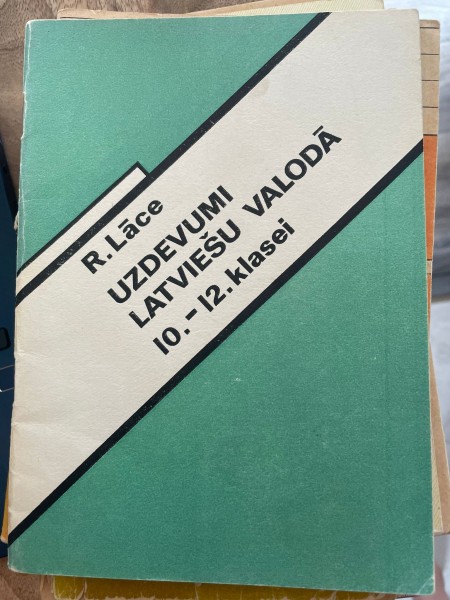 R. Lāce
UZDEVUMI
LATVIEŠU VALODĀ
10.-12. klasei